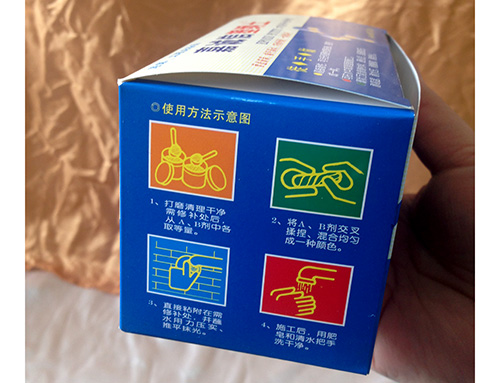 ◎使用方法示意图
1、打磨清理干净
需修补处后，
从A、B剂中各
取等量。
2、将A、B剂交叉
揉捏、混合均匀
成一种颜色。
3、直接粘附在需
修补处，并蘸
水用力压实、
推平抹光。
4、施工后，用肥
皂和清水把手
洗干净。